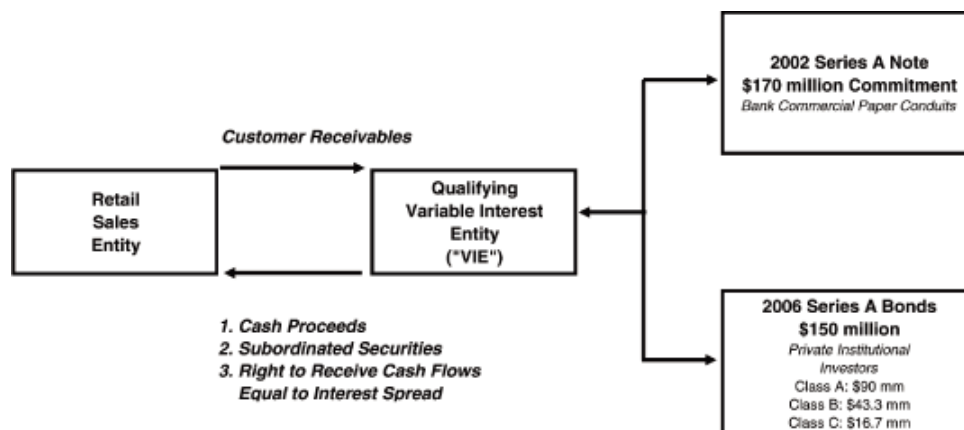 Customer Receivables
Retail
Sales
Entity
Qualifying
Variable Interest
Entity
("VIE")
1. Cash Proceeds
2. Subordinated Securities
3. Right to Receive Cash Flows
Equal to Interest Spread
2002 Series A Note
$170 million Commitment
Bank Commercial Paper Conduits
2006 Series A Bonds
$150 million
Private Institutional
Investors
Class A: $90 mm
Class B: $43.3 mm
Class C: $16.7 mm